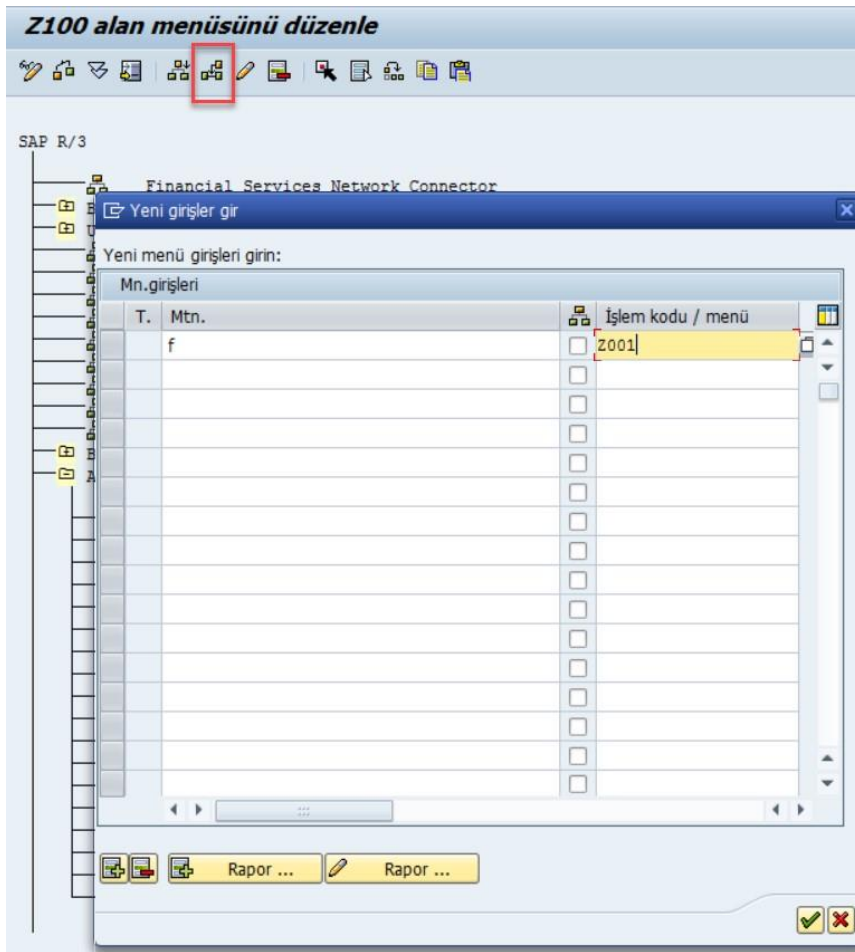 Z100 alan menüsünü düzenle
SAP R/3
Financial Services Network Connector
Yeni girişler gir
Yeni menü girişleri girin:
Mn.girişleri
T. Mtn. İşlem kodu / menü
f Z001
Rapor ... Rapor ...